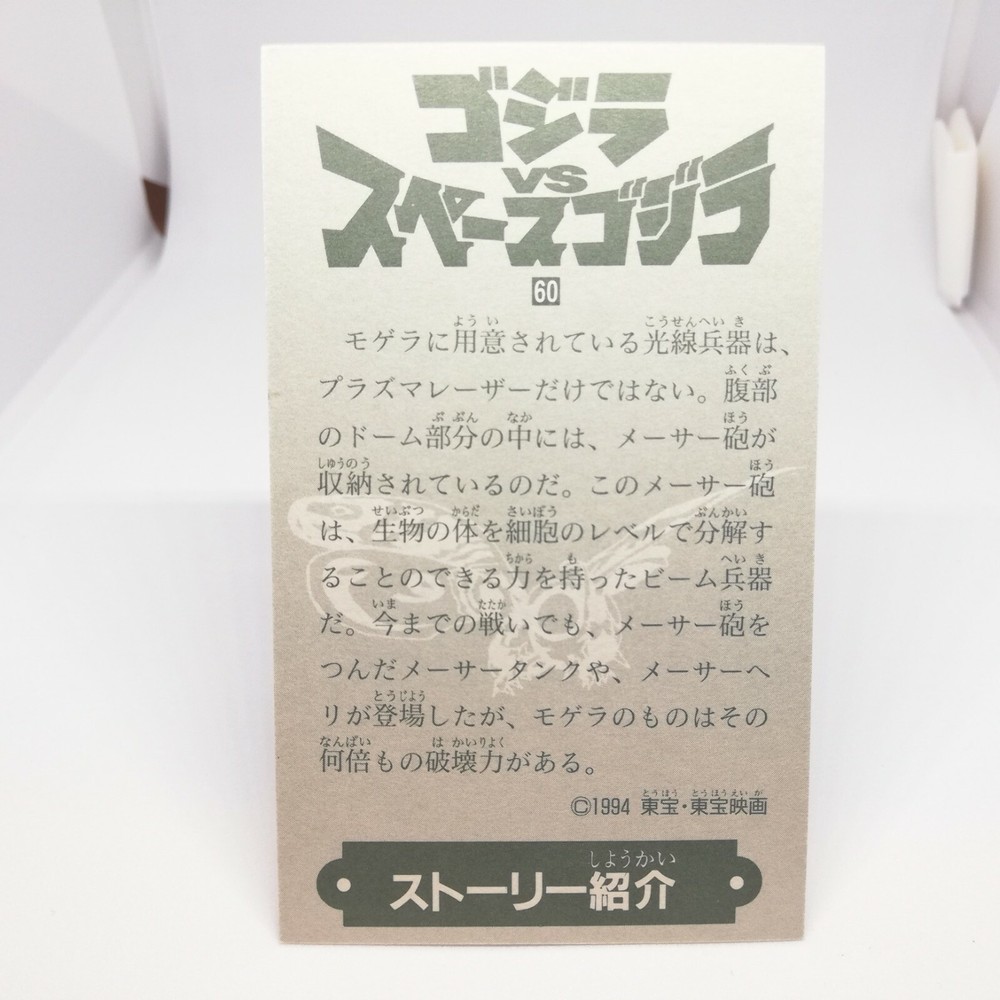 ゴジラ
VS
スペースゴジラ
60
モゲラに用意されている光線兵器は、
プラズマレーザーだけではない。腹部
のドーム部分の中には、メーサー砲が
収納されているのだ。このメーサー砲
は、生物の体を細胞のレベルで分解す
ることのできる力を持ったビーム兵器
だ。今までの戦いでも、メーサー砲を
つんだメーサータンクや、メーサーヘ
リが登場したが、モゲラのものはその
何倍もの破壊力がある。
©1994 東宝・東宝映画
ストーリー紹介